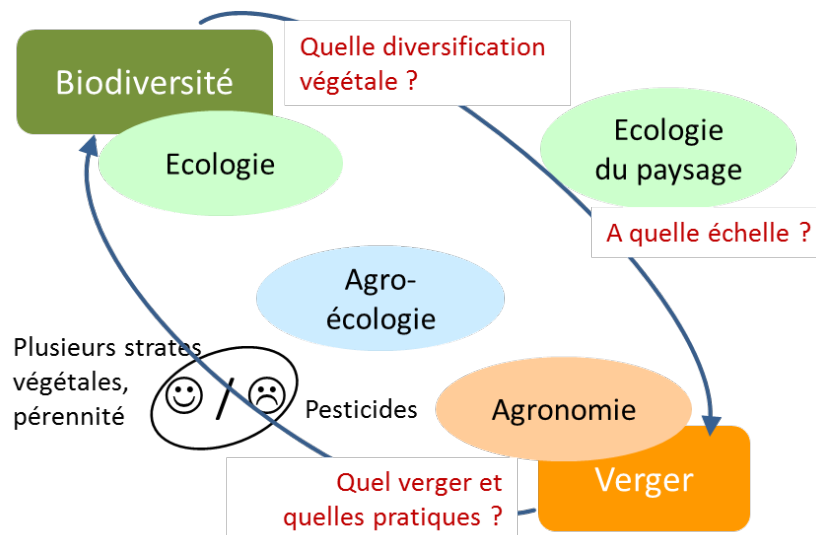 Quelle diversification
végétale ?
Biodiversité
Ecologie
du paysage
Ecologie
A quelle échelle ?
Agro-
écologie
Plusieurs strates
végétales,
pérennité
/
Pesticides
Agronomie
Quel verger et
quelles pratiques ?
Verger